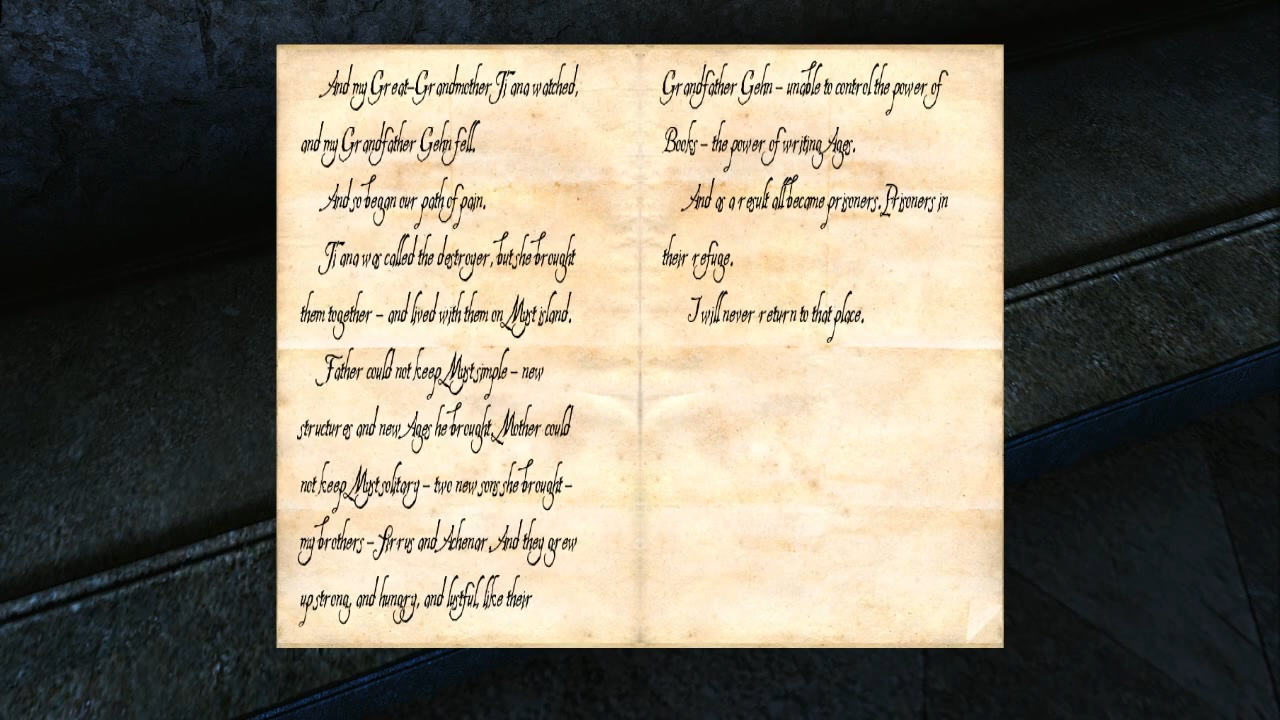 And my Great-Grandmother Ti'ana watched,
and my Grandfather Gehn fell.
And so began our path of pain.
Ti'ana was called the destroyer, but she brought
them together – and lived with them on Myst island.
Father could not keep Myst simple – new
structures and new Ages he brought. Mother could
not keep Myst solitary – two new sons she brought –
my brothers – Sirrus and Achenar. And they grew
up strong, and hungry, and lustful, like their
Grandfather Gehn – unable to control the power of
Books – the power of writing Ages.
And as a result all became prisoners. Prisoners in
their refuge.
I will never return to that place.